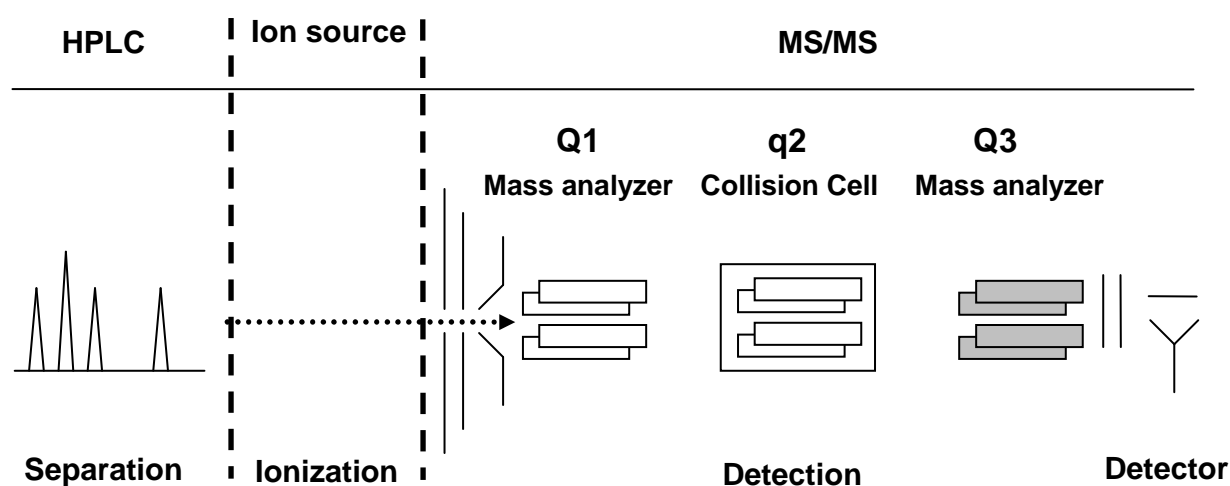 HPLC
Ion source
MS/MS
Q1
q2
Q3
Mass analyzer
Collision Cell
Mass analyzer
Separation
Ionization
Detection
Detector